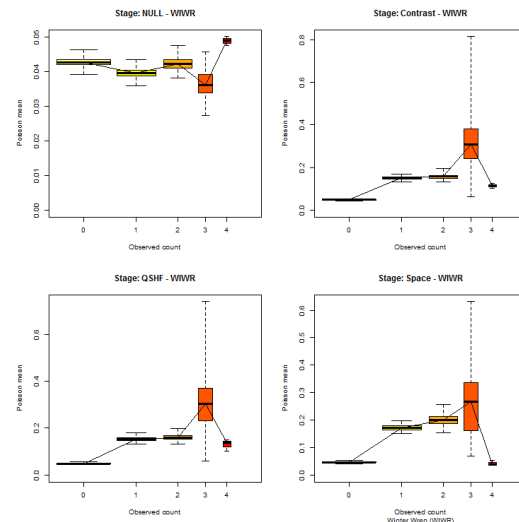 Stage: NULL - WIWR
0.05
0.04
0.03
0.02
0.01
0.00
Poisson mean
0 1 2 3 4
Observed count
Stage: Contrast - WIWR
0.8
0.6
0.4
0.2
0.0
Poisson mean
0 1 2 3 4
Observed count
Stage: QSHF - WIWR
0.6
0.4
0.2
0.0
Poisson mean
0 1 2 3 4
Observed count
Stage: Space - WIWR
0.6
0.5
0.4
0.3
0.2
0.1
0.0
Poisson mean
0 1 2 3 4
Observed count
Winter Wren (WIWR)